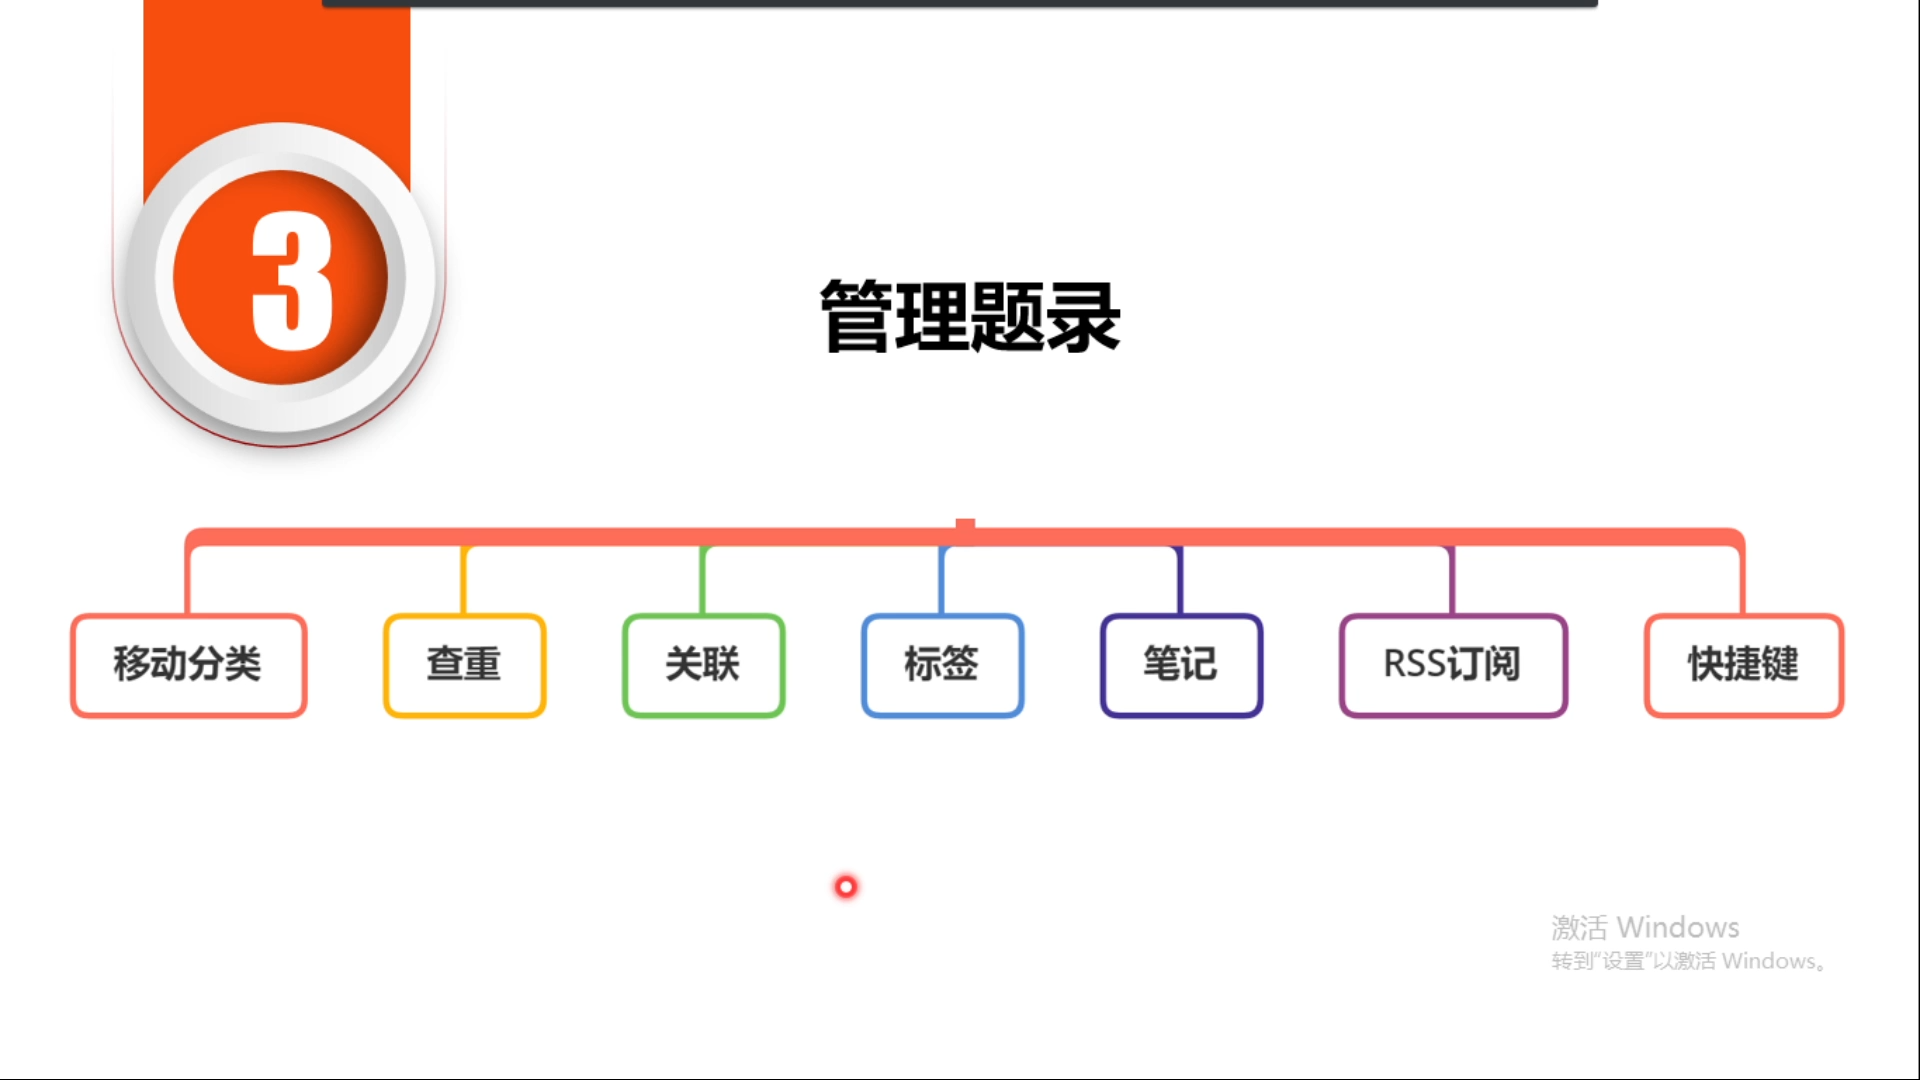 3
管理题录
移动分类
查重
关联
标签
笔记
RSS订阅
快捷键
激活 Windows
转到“设置”以激活 Windows。